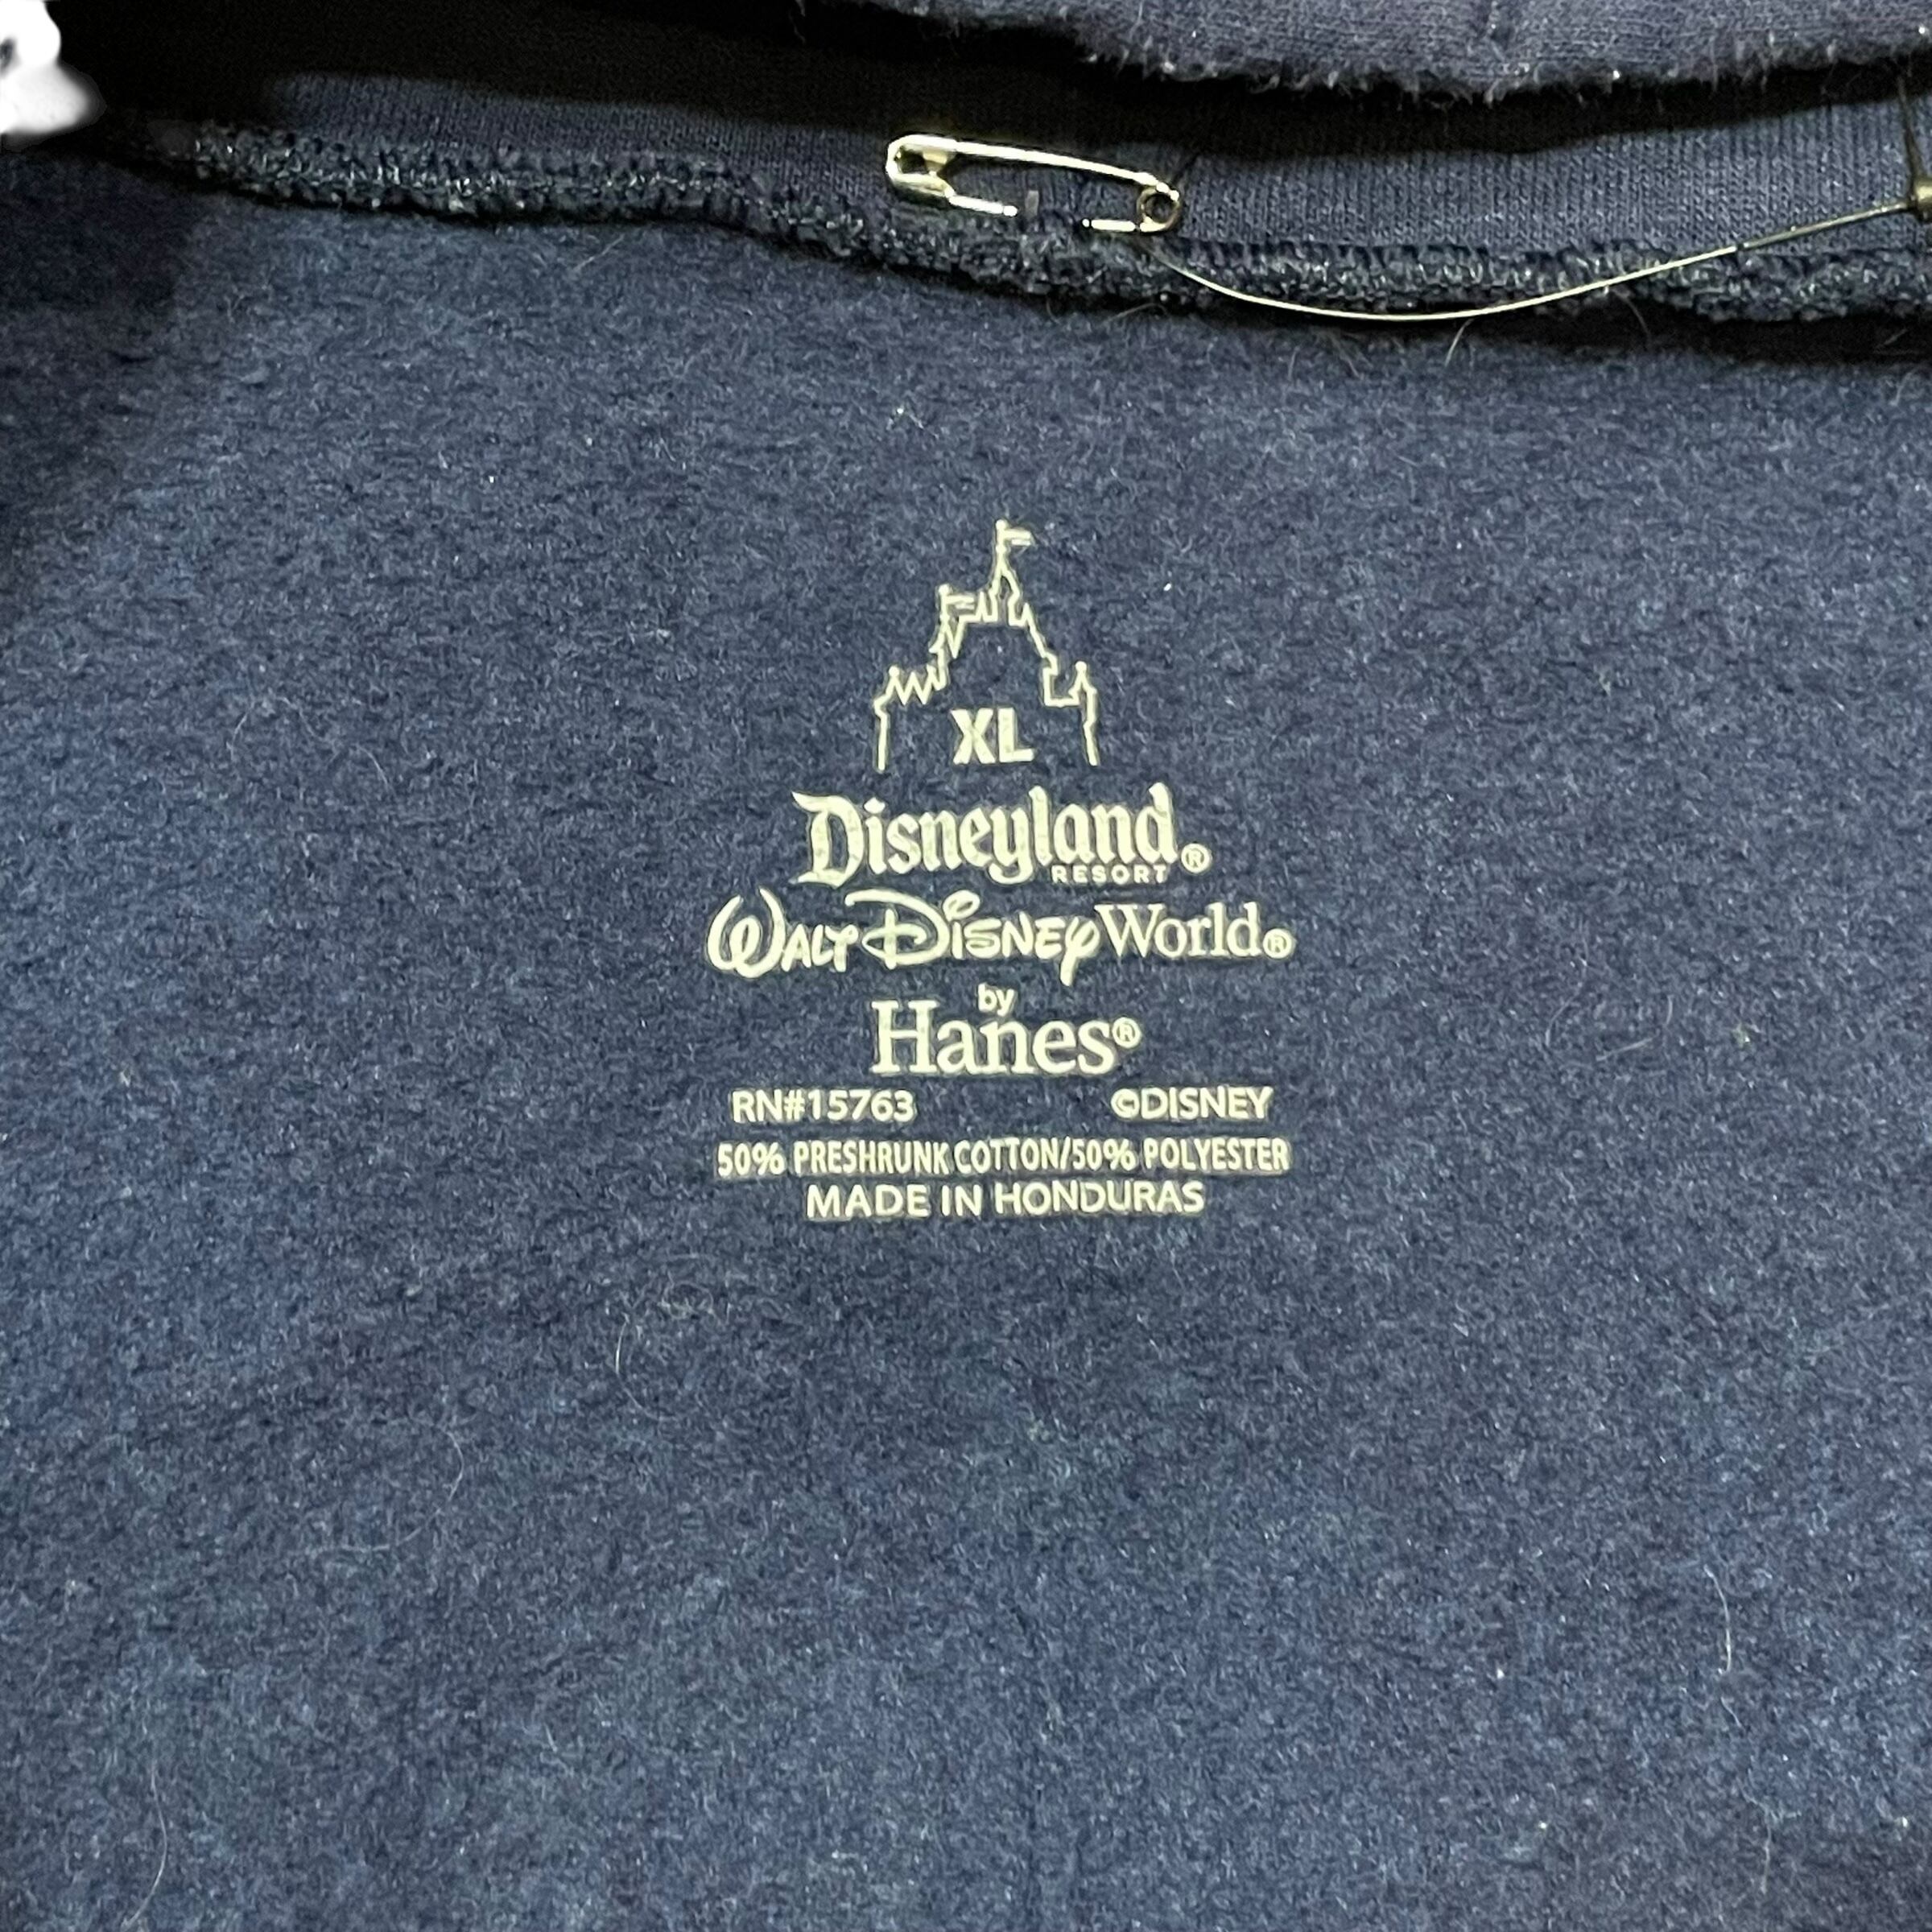 XL
Disneyland®
RESORT
WALT DISNEY World®
by
Hanes®
RN#15763 ©DISNEY
50% PRESHRUNK COTTON/50% POLYESTER
MADE IN HONDURAS